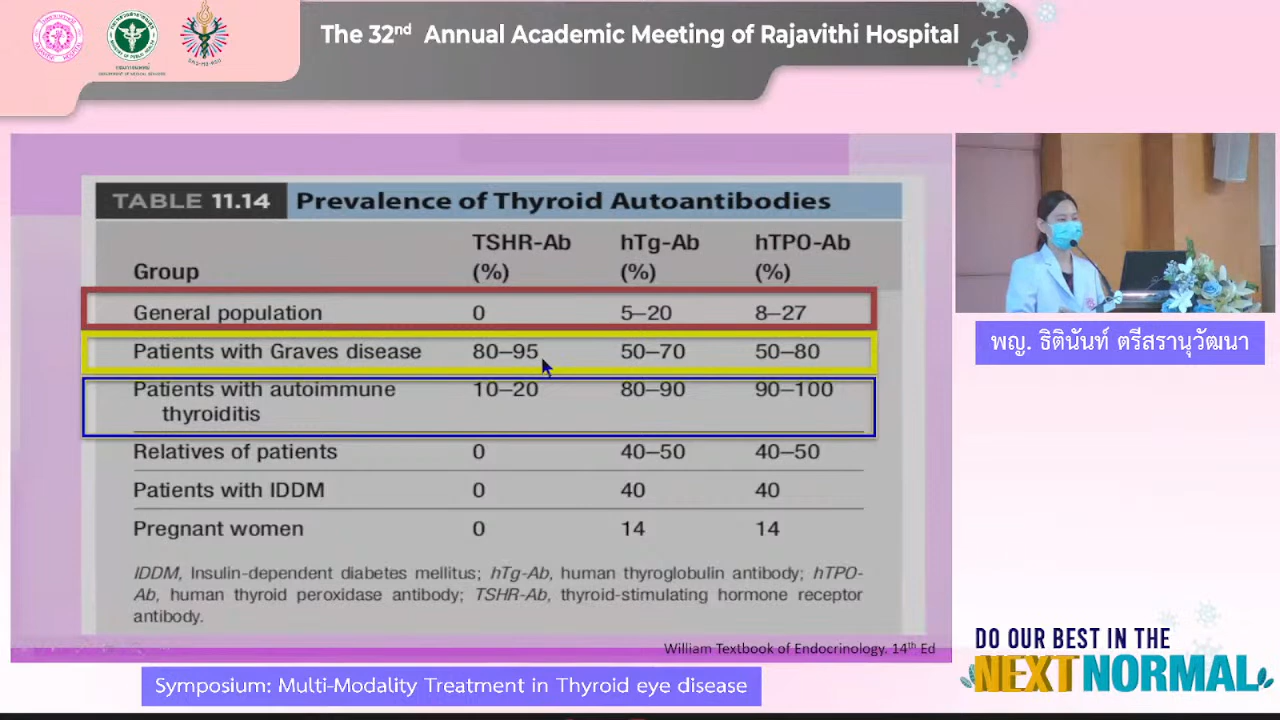 The 32nd Annual Academic Meeting of Rajavithi Hospital
TABLE 11.14 Prevalence of Thyroid Autoantibodies
Group TSHR-Ab (%) hTg-Ab (%) hTPO-Ab (%)
General population 0 5–20 8–27
Patients with Graves disease 80–95 50–70 50–80
Patients with autoimmune 10–20 80–90 90–100
thyroiditis
Relatives of patients 0 40–50 40–50
Patients with IDDM 0 40 40
Pregnant women 0 14 14
IDDM, Insulin-dependent diabetes mellitus; hTg-Ab, human thyroglobulin antibody; hTPO-
Ab, human thyroid peroxidase antibody; TSHR-Ab, thyroid-stimulating hormone receptor
antibody.
William Textbook of Endocrinology. 14th Ed
พญ. ธิตินันท์ ตรีสรานุวัฒนา
Symposium: Multi-Modality Treatment in Thyroid eye disease
DO OUR BEST IN THE
NEXT NORMAL